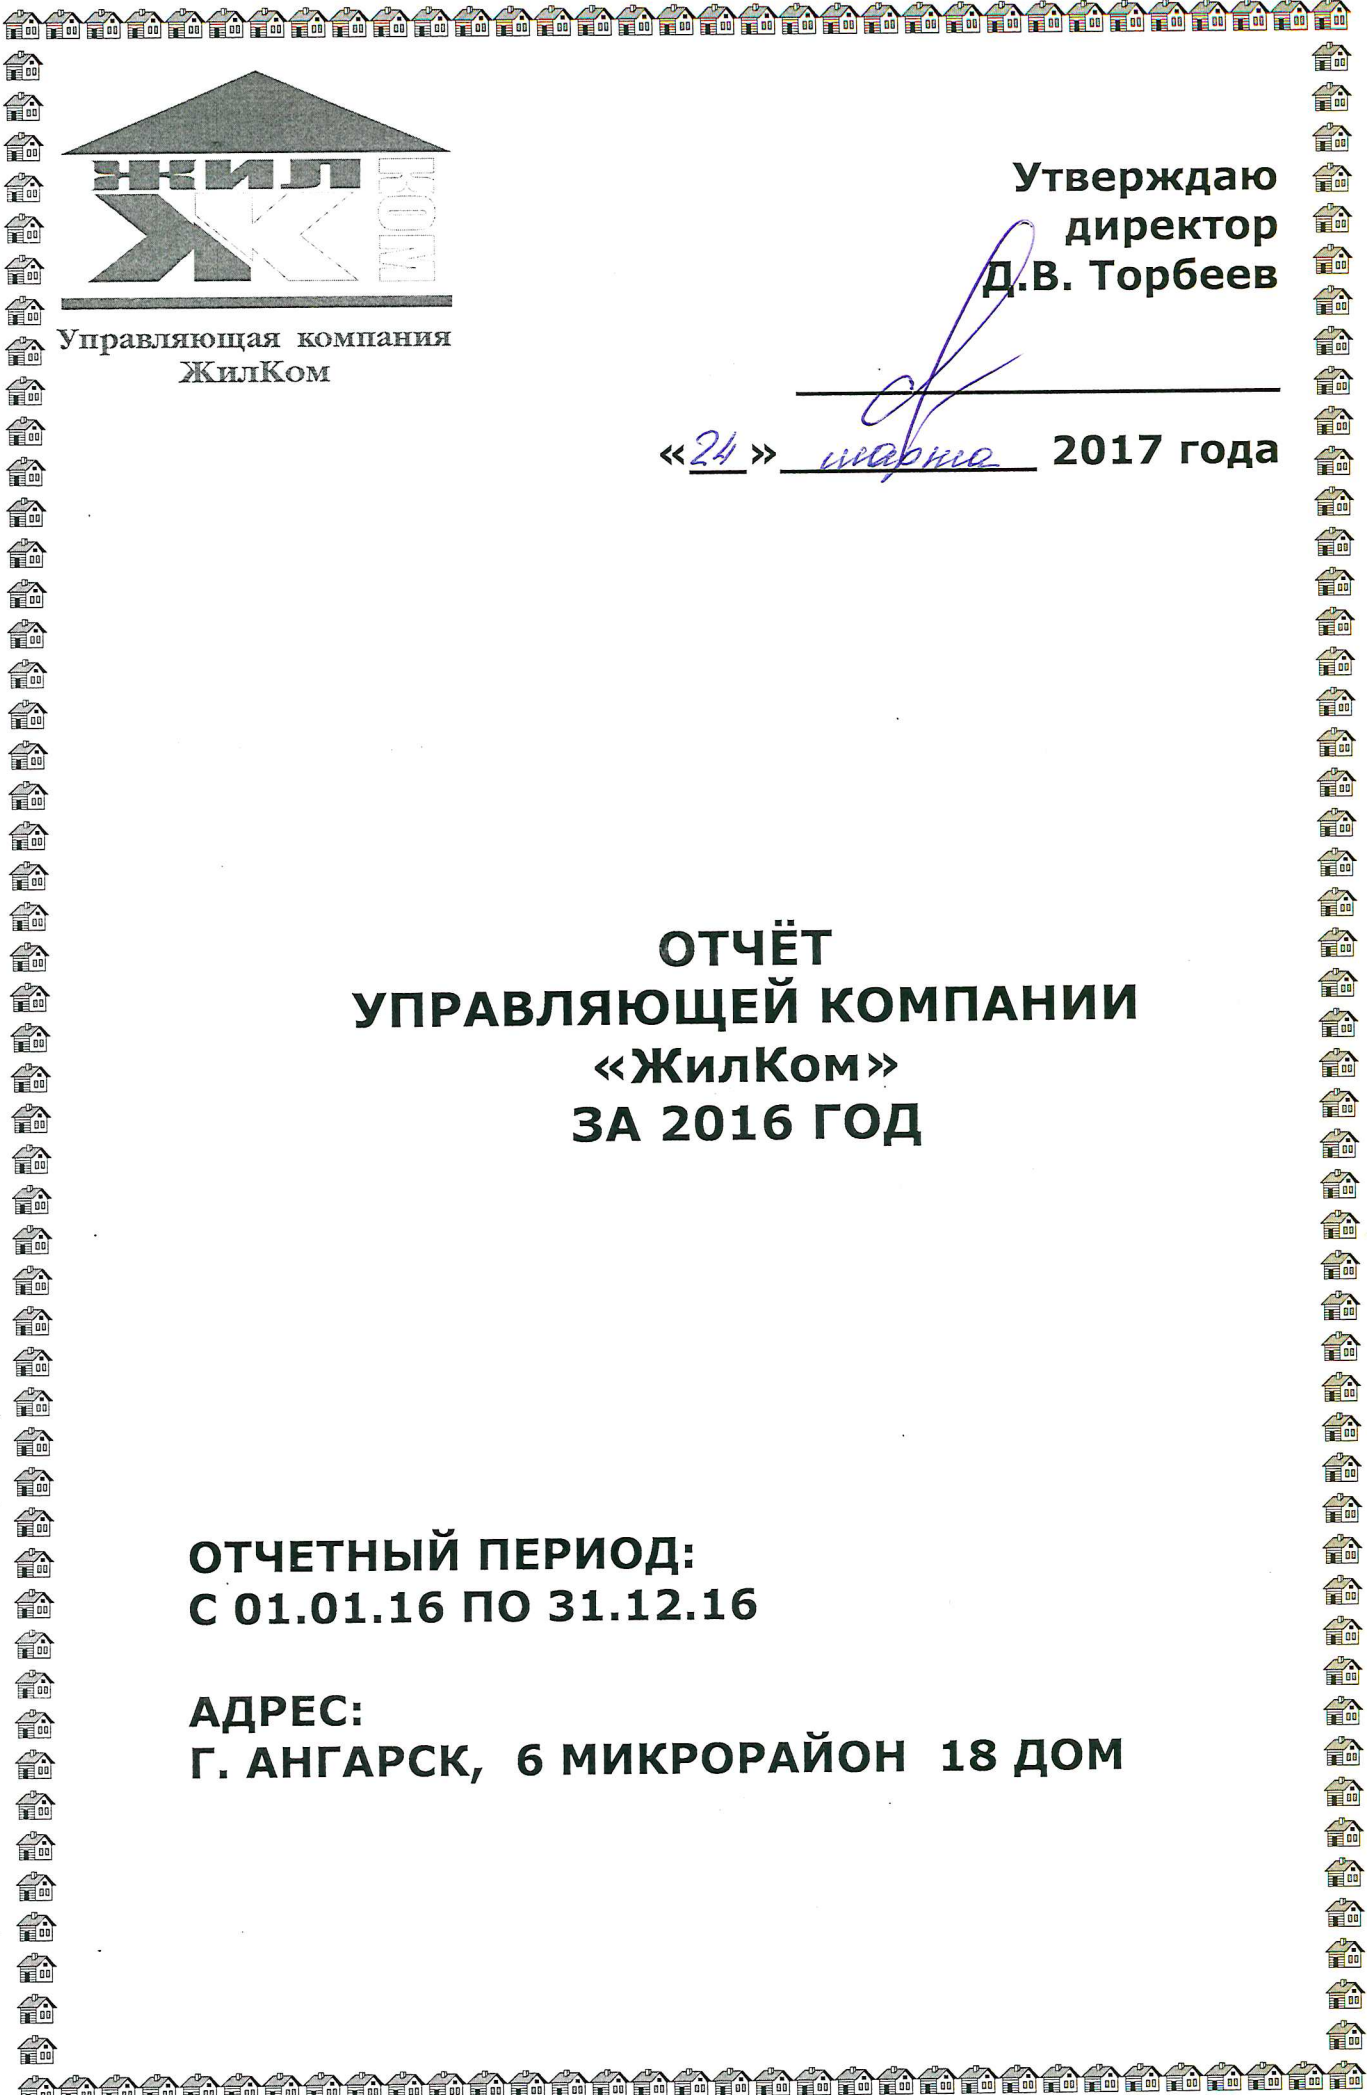 ЖИЛ
КОМ
Управляющая компания
ЖилКом
Утверждаю
директор
Д.В. Торбеев
«24» марта 2017 года
ОТЧЁТ
УПРАВЛЯЮЩЕЙ КОМПАНИИ
«ЖилКом»
ЗА 2016 ГОД
ОТЧЕТНЫЙ ПЕРИОД:
С 01.01.16 ПО 31.12.16
АДРЕС:
Г. АНГАРСК, 6 МИКРОРАЙОН 18 ДОМ